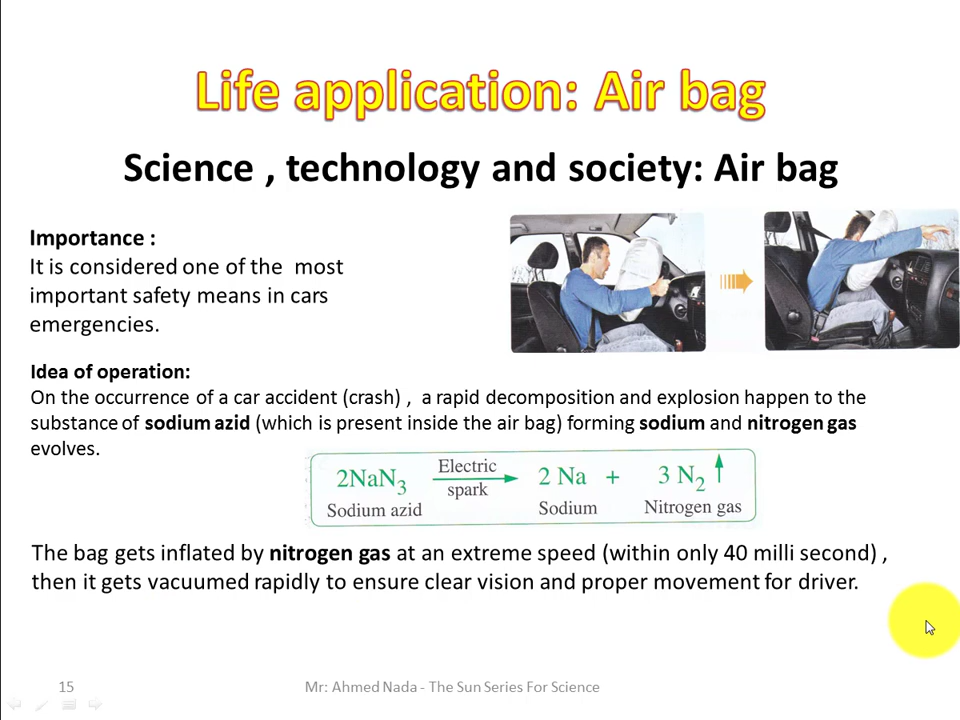 Life application: Air bag
Science , technology and society: Air bag
Importance :
It is considered one of the most
important safety means in cars
emergencies.
Idea of operation:
On the occurrence of a car accident (crash) , a rapid decomposition and explosion happen to the
substance of sodium azid (which is present inside the air bag) forming sodium and nitrogen gas
evolves.
2NaN₃ Electric spark → 2 Na + 3 N₂ ↑
Sodium azid Sodium Nitrogen gas
The bag gets inflated by nitrogen gas at an extreme speed (within only 40 milli second) ,
then it gets vacuumed rapidly to ensure clear vision and proper movement for driver.
15 Mr: Ahmed Nada - The Sun Series For Science